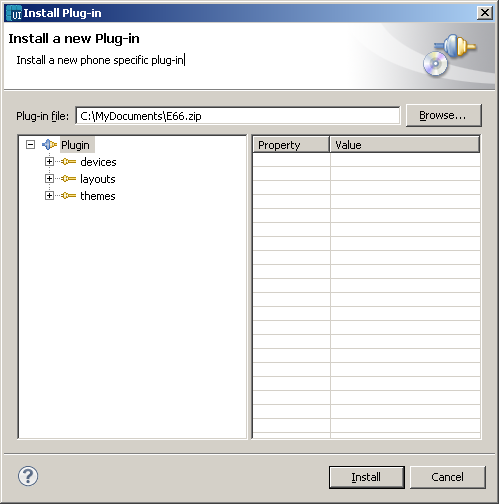 UI Install Plug-in
Install a new Plug-in
Install a new phone specific plug-in
Plug-in file: C:\MyDocuments\E66.zip Browse...
Plugin
devices
layouts
themes
Property Value
Install Cancel